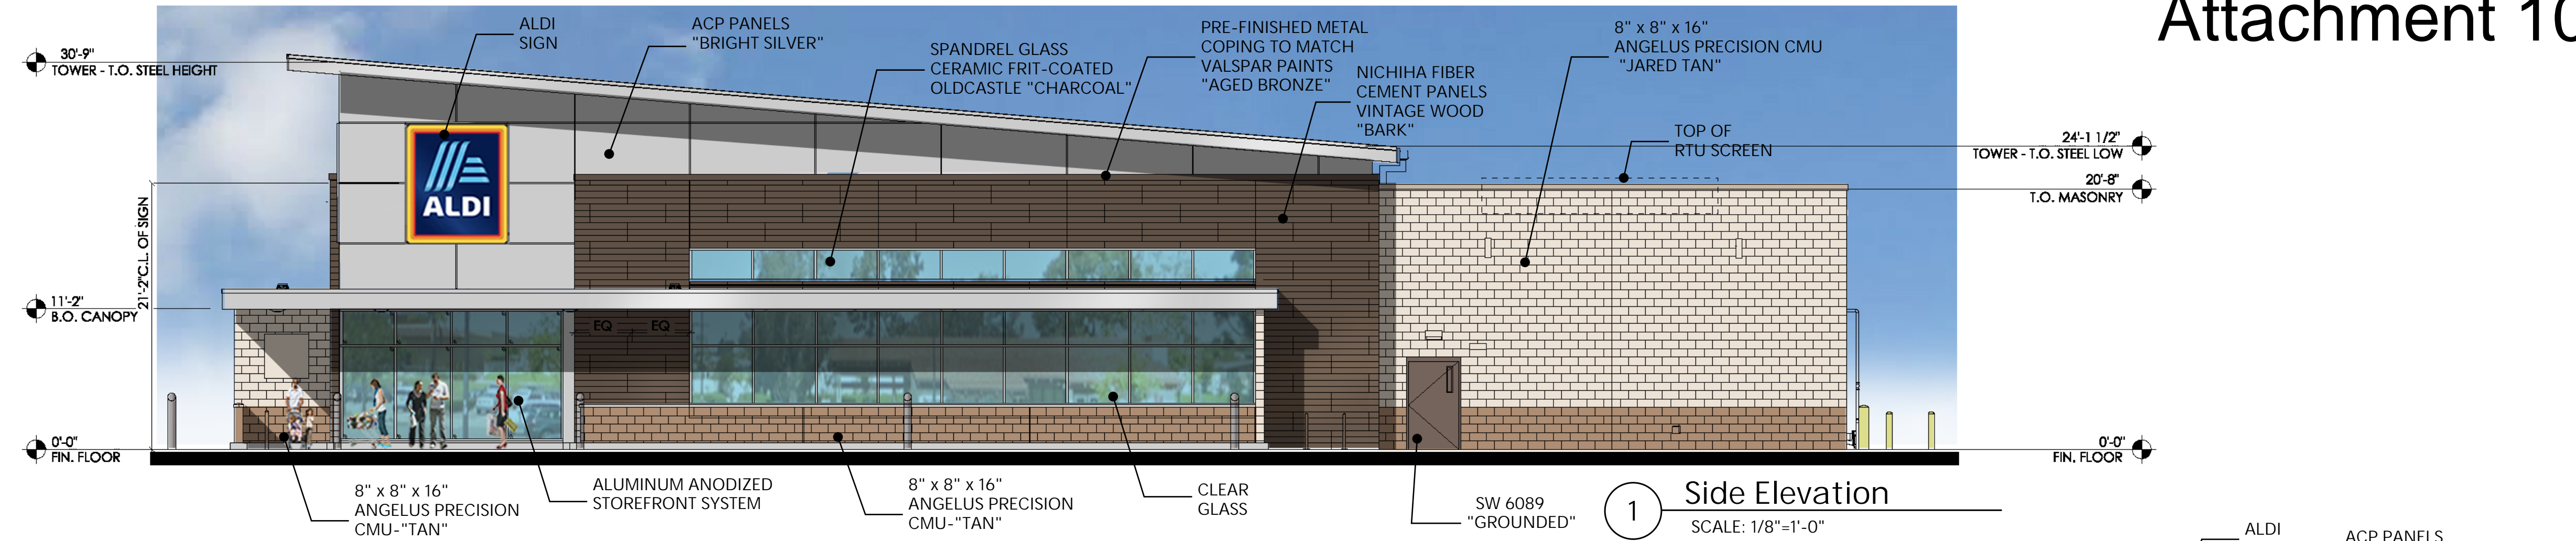 Attachment 10
ALDI
SIGN
ACP PANELS
"BRIGHT SILVER"
SPANDREL GLASS
CERAMIC FRIT-COATED
OLDCASTLE "CHARCOAL"
PRE-FINISHED METAL
COPING TO MATCH
VALSPAR PAINTS
"AGED BRONZE"
NICHIHA FIBER
CEMENT PANELS
VINTAGE WOOD
"BARK"
8" x 8" x 16"
ANGELUS PRECISION CMU
"JARED TAN"
TOP OF
RTU SCREEN
30'-9"
TOWER - T.O. STEEL HEIGHT
24'-1 1/2"
TOWER - T.O. STEEL LOW
20'-8"
T.O. MASONRY
ALDI
21'-2"C.L. OF SIGN
11'-2"
B.O. CANOPY
EQ EQ
0'-0"
FIN. FLOOR
0'-0"
FIN. FLOOR
8" x 8" x 16"
ANGELUS PRECISION
CMU-"TAN"
ALUMINUM ANODIZED
STOREFRONT SYSTEM
8" x 8" x 16"
ANGELUS PRECISION
CMU-"TAN"
CLEAR
GLASS
SW 6089
"GROUNDED"
1
Side Elevation
SCALE: 1/8"=1'-0"
ALDI
ACP PANELS